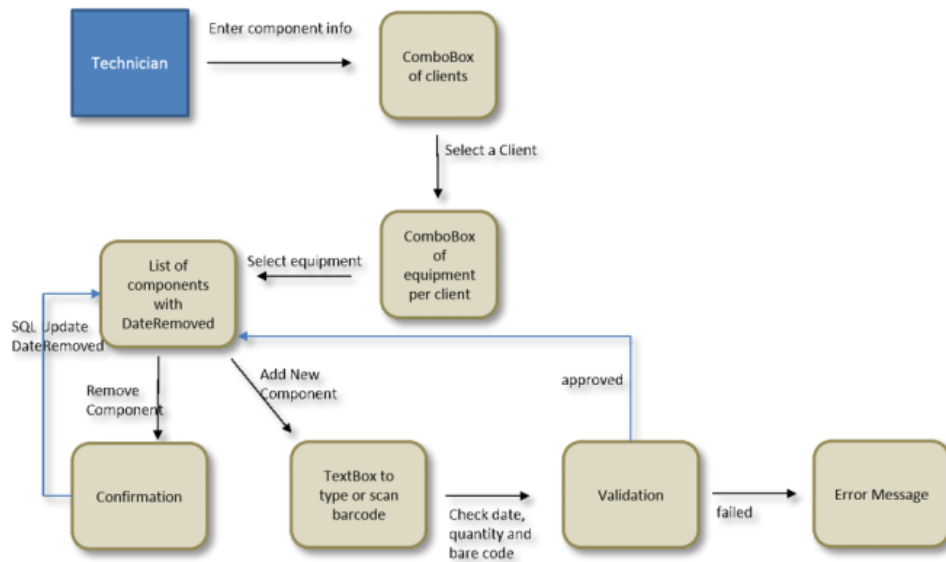 Enter component info
Technician
ComboBox
of clients
Select a Client
ComboBox
of
equipment
per client
Select equipment
List of
components
with
DateRemoved
SQL Update
DateRemoved
Remove
Component
Add New
Component
approved
Confirmation
TextBox to
type or scan
barcode
Check date,
quantity and
bare code
Validation
failed
Error Message